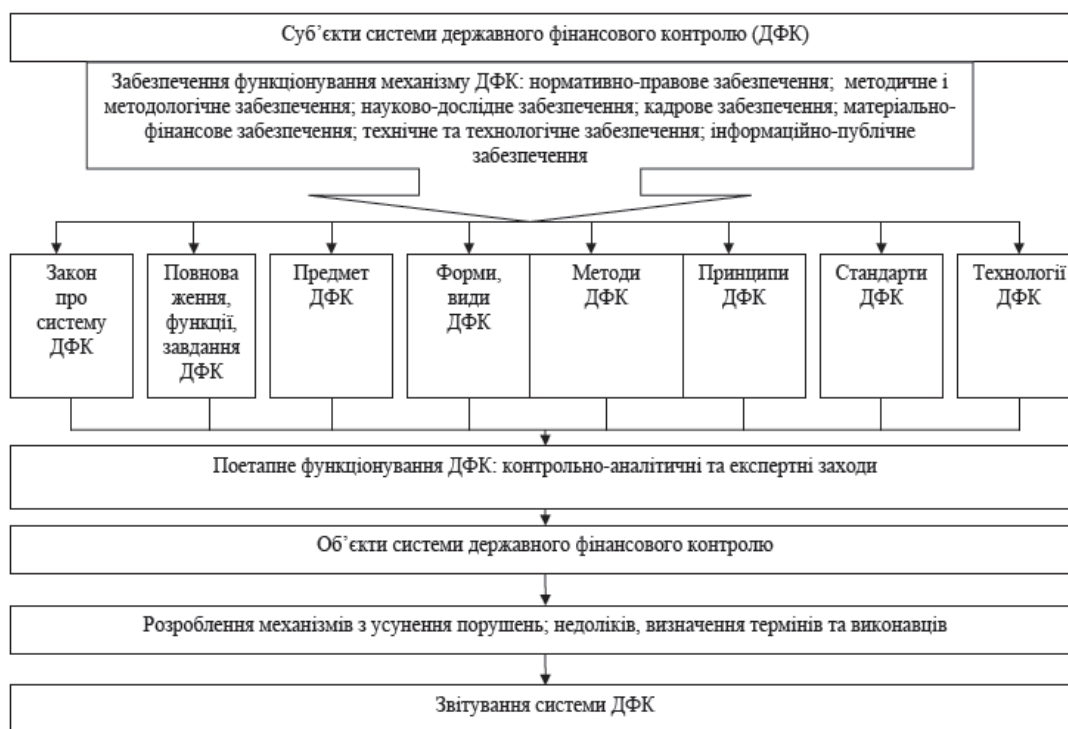 Суб’єкти системи державного фінансового контролю (ДФК)
Забезпечення функціонування механізму ДФК: нормативно-правове забезпечення; методичне і
методологічне забезпечення; науково-дослідне забезпечення; кадрове забезпечення; матеріально-
фінансове забезпечення; технічне та технологічне забезпечення; інформаційно-публічне
забезпечення
Закон
про
систему
ДФК
Повнова
ження,
функції,
завдання
ДФК
Предмет
ДФК
Форми,
види
ДФК
Методи
ДФК
Принципи
ДФК
Стандарти
ДФК
Технології
ДФК
Поетапне функціонування ДФК: контрольно-аналітичні та експертні заходи
Об’єкти системи державного фінансового контролю
Розроблення механізмів з усунення порушень; недоліків, визначення термінів та виконавців
Звітування системи ДФК